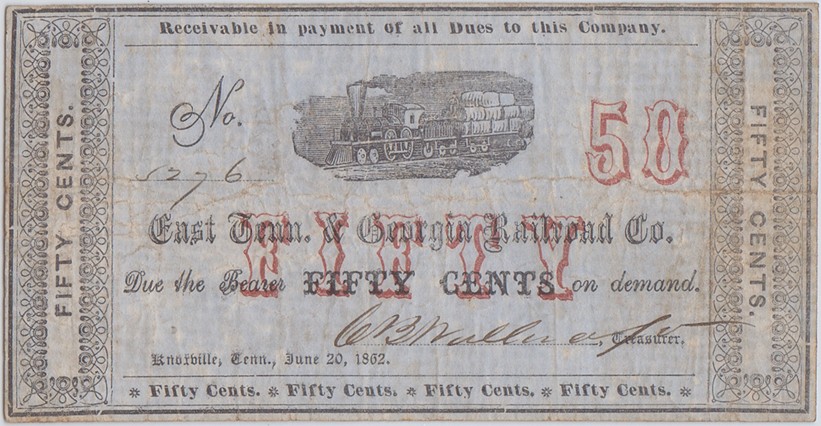 Receivable in payment of all Dues to this Company.
FIFTY CENTS.
No.
5276
50
FIFTY
East Tenn. & Georgia Railroad Co.
Due the Bearer FIFTY CENTS on demand.
Treasurer.
Knoxville, Tenn., June 20, 1862.
* Fifty Cents. * Fifty Cents. * Fifty Cents. * Fifty Cents. *
FIFTY CENTS.